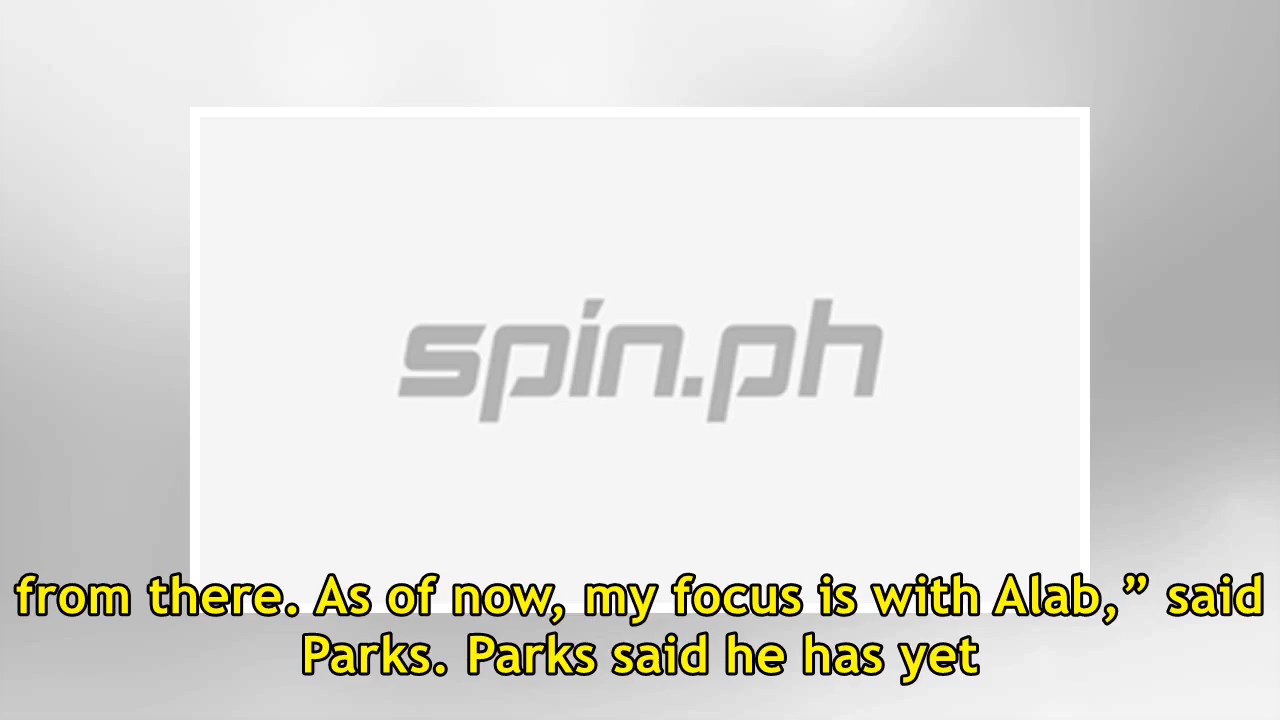 spin.ph
from there. As of now, my focus is with Alab,” said
Parks. Parks said he has yet